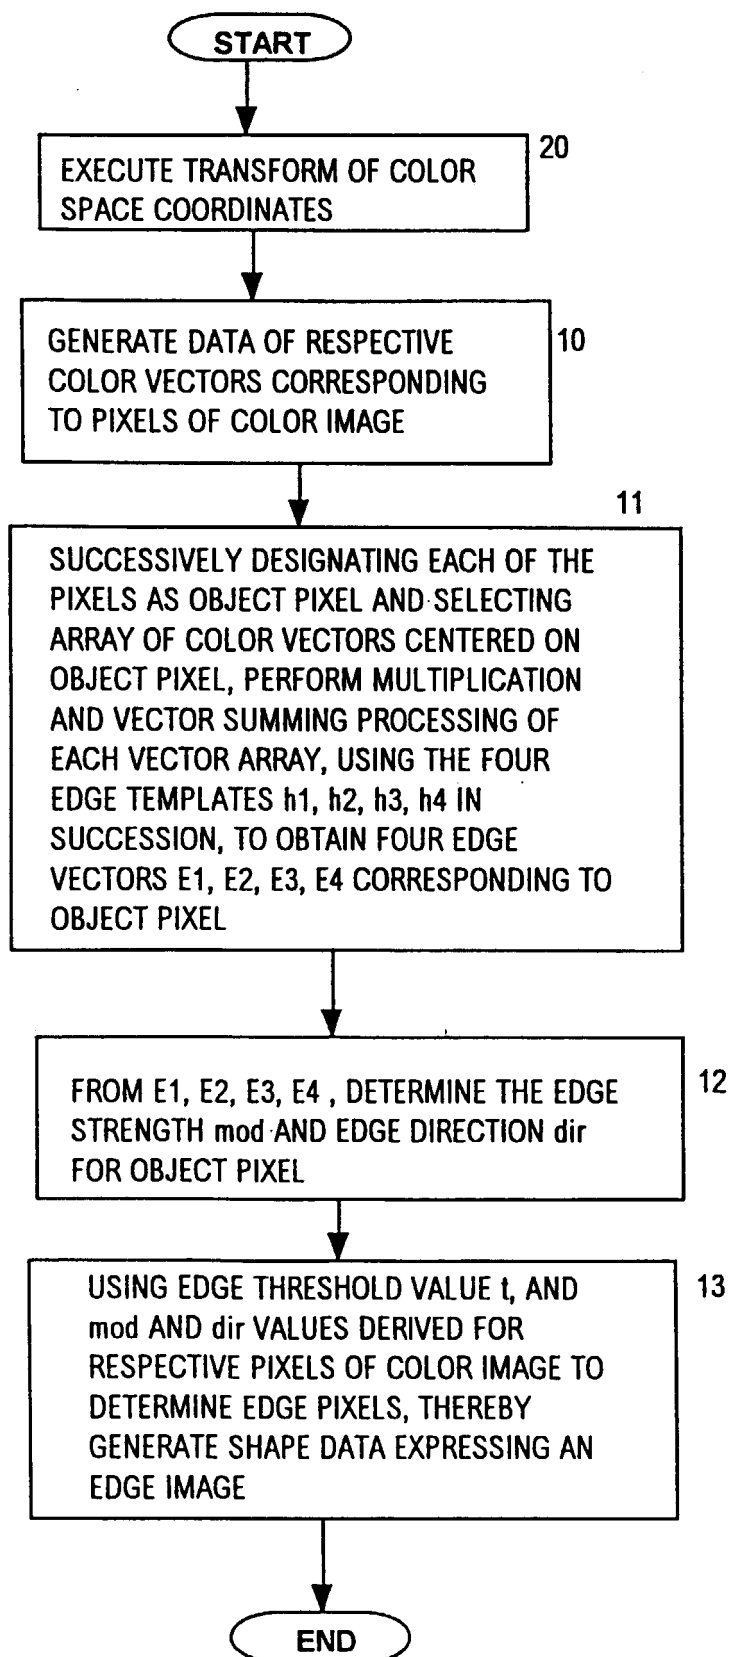 START
20
EXECUTE TRANSFORM OF COLOR
SPACE COORDINATES
10
GENERATE DATA OF RESPECTIVE
COLOR VECTORS CORRESPONDING
TO PIXELS OF COLOR IMAGE
11
SUCCESSIVELY DESIGNATING EACH OF THE
PIXELS AS OBJECT PIXEL AND SELECTING
ARRAY OF COLOR VECTORS CENTERED ON
OBJECT PIXEL, PERFORM MULTIPLICATION
AND VECTOR SUMMING PROCESSING OF
EACH VECTOR ARRAY, USING THE FOUR
EDGE TEMPLATES h1, h2, h3, h4 IN
SUCCESSION, TO OBTAIN FOUR EDGE
VECTORS E1, E2, E3, E4 CORRESPONDING TO
OBJECT PIXEL
12
FROM E1, E2, E3, E4 , DETERMINE THE EDGE
STRENGTH mod AND EDGE DIRECTION dir
FOR OBJECT PIXEL
13
USING EDGE THRESHOLD VALUE t, AND
mod AND dir VALUES DERIVED FOR
RESPECTIVE PIXELS OF COLOR IMAGE TO
DETERMINE EDGE PIXELS, THEREBY
GENERATE SHAPE DATA EXPRESSING AN
EDGE IMAGE
END